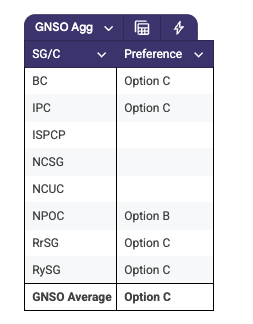 GNSO Agg
SG/C Preference
BC Option C
IPC Option C
ISPCP
NCSG
NCUC
NPOC Option B
RrSG Option C
RySG Option C
GNSO Average Option C